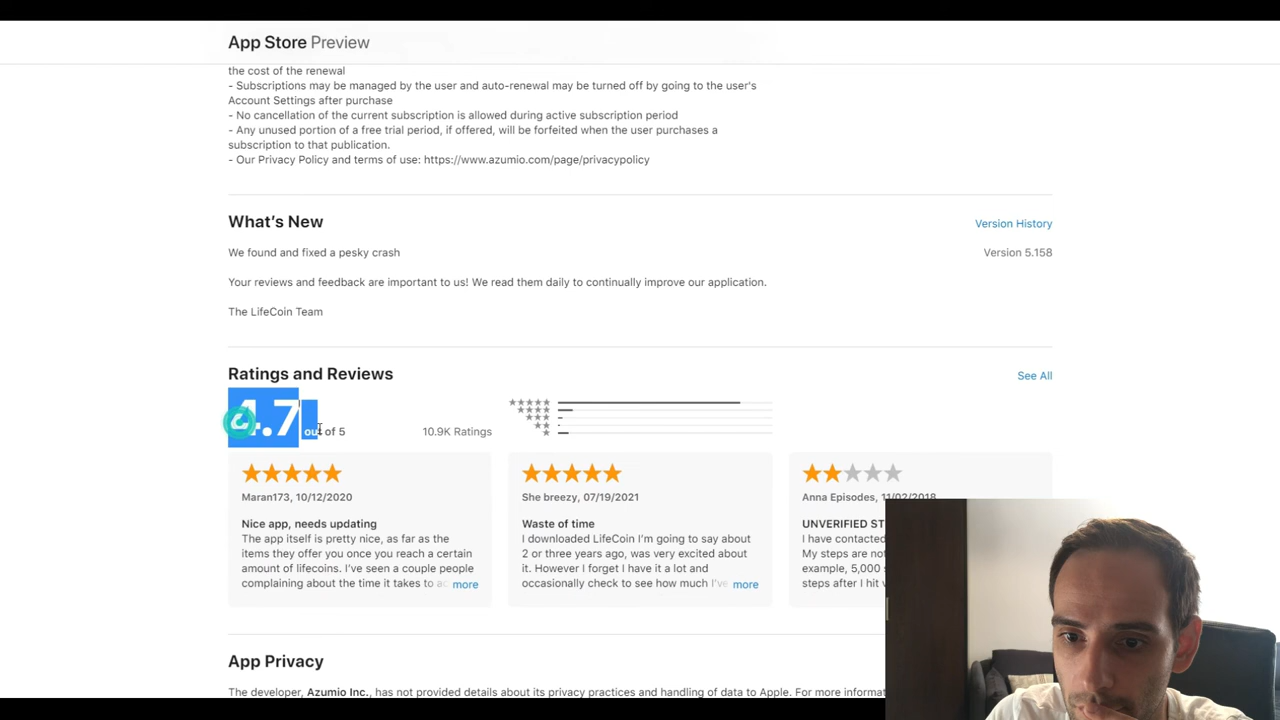 App Store Preview
the cost of the renewal
- Subscriptions may be managed by the user and auto-renewal may be turned off by going to the user's
Account Settings after purchase
- No cancellation of the current subscription is allowed during active subscription period
- Any unused portion of a free trial period, if offered, will be forfeited when the user purchases a
subscription to that publication.
- Our Privacy Policy and terms of use: https://www.azumio.com/page/privacypolicy
What's New
Version History
We found and fixed a pesky crash
Version 5.158
Your reviews and feedback are important to us! We read them daily to continually improve our application.
The LifeCoin Team
Ratings and Reviews
See All
4.7 out of 5
10.9K Ratings
Maran173, 10/12/2020
Nice app, needs updating
The app itself is pretty nice, as far as the
items they offer you once you reach a certain
amount of lifecoins. I've seen a couple people
complaining about the time it takes to more
She breezy, 07/19/2021
Waste of time
I downloaded LifeCoin I'm going to say about
2 or three years ago, was very excited about
it. However I forget I have it a lot and
occasionally check to see how much I've more
Anna Episodes, 11/02/2018
UNVERIFIED
I have contacted
My steps are not
example, 5,000
steps after I hit
App Privacy
The developer, Azumio Inc., has not provided details about its privacy practices and handling of data to Apple. For more